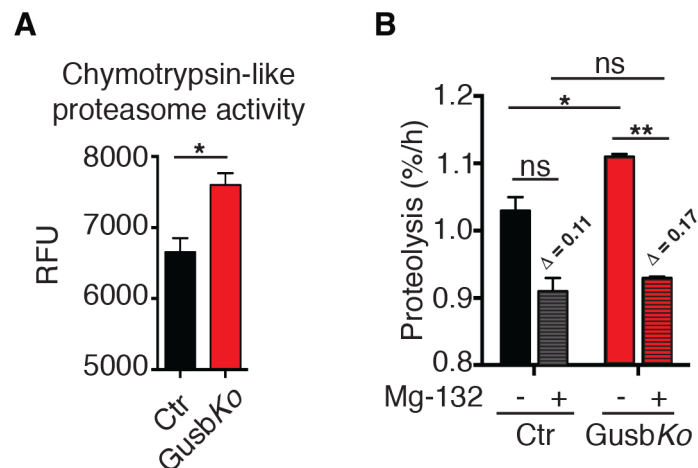 A
Chymotrypsin-like
proteasome activity
RFU
8000
7000
6000
5000
*
Ctr
GusbKo
B
Proteolysis (%/h)
1.2
1.1
1.0
0.9
0.8
ns
*
**
ns
Δ = 0.11
Δ = 0.17
Mg-132 - + - +
Ctr GusbKo